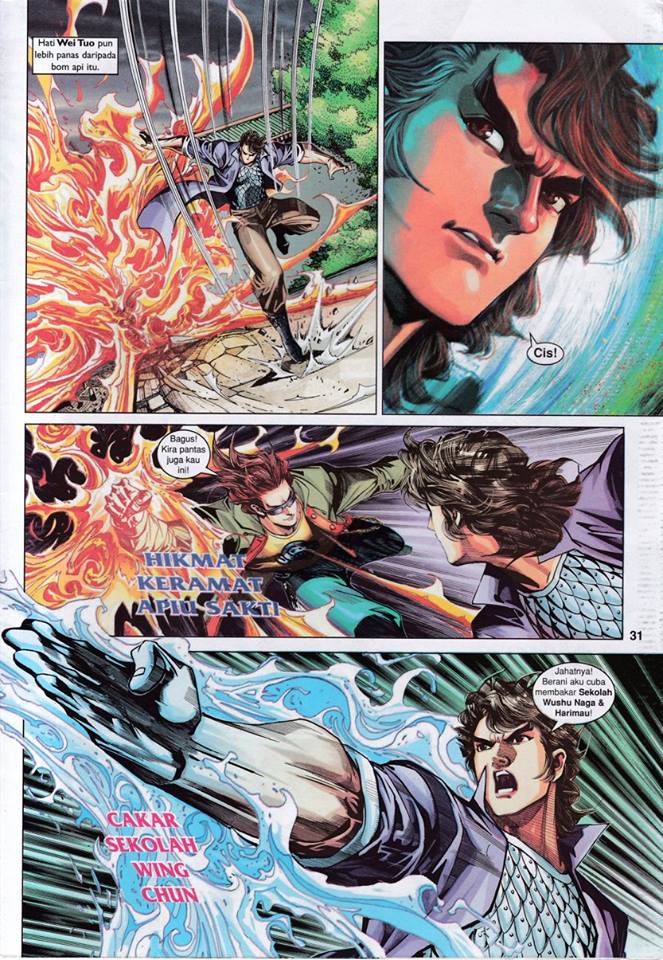 Hati Wei Tuo pun
lebih panas daripada
bom api itu.
Cis!
Bagus!
Kira pantas
juga kau
ini!
HIKMAT
KERAMAT
APIU SAKTI
31
Jahatnya!
Berani aku cuba
membakar Sekolah
Wushu Naga &
Harimau!
CAKAR
SEKOLAH
WING
CHUN